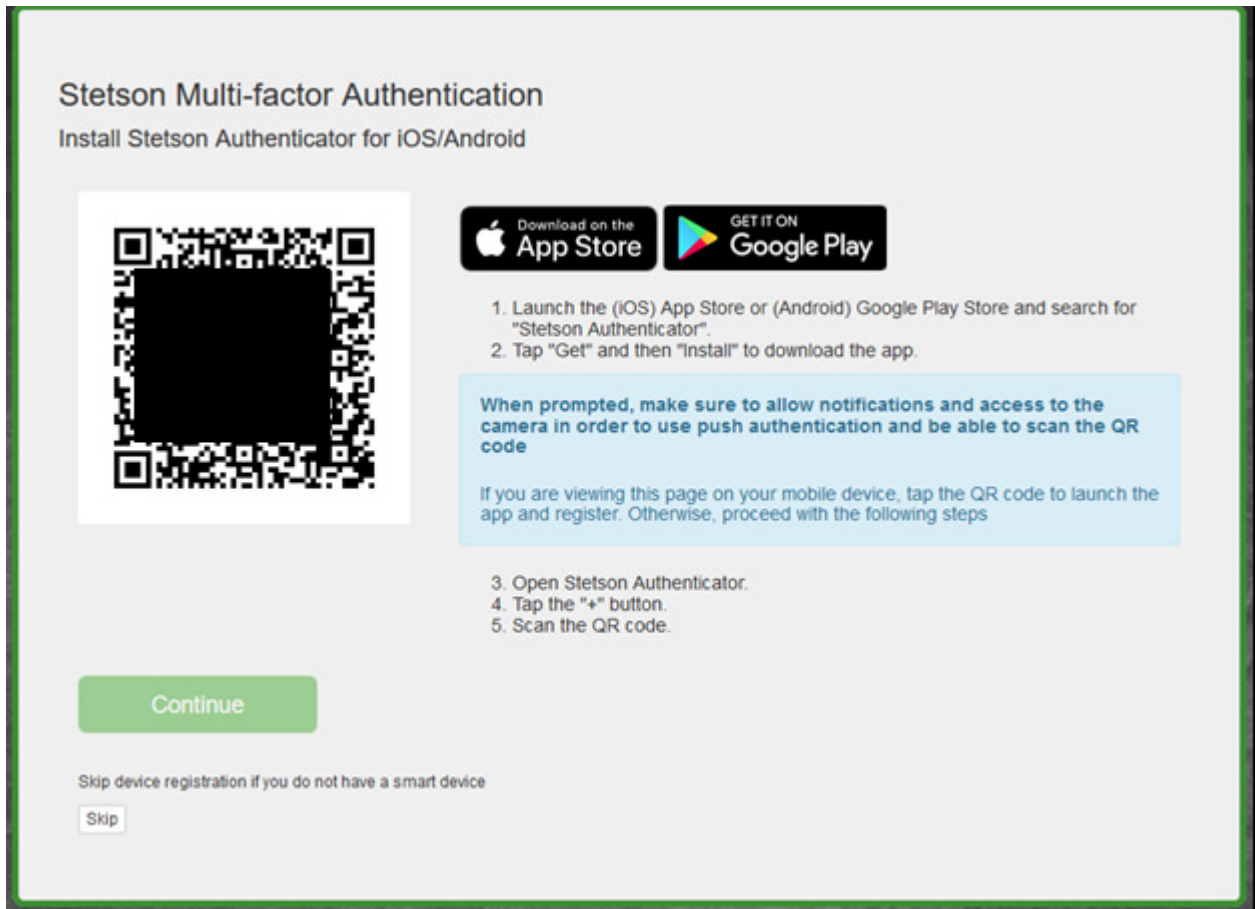 Stetson Multi-factor Authentication
Install Stetson Authenticator for iOS/Android
Download on the
App Store
GET IT ON
Google Play
1. Launch the (iOS) App Store or (Android) Google Play Store and search for
"Stetson Authenticator".
2. Tap "Get" and then "Install" to download the app.
When prompted, make sure to allow notifications and access to the
camera in order to use push authentication and be able to scan the QR
code
If you are viewing this page on your mobile device, tap the QR code to launch the
app and register. Otherwise, proceed with the following steps
3. Open Stetson Authenticator.
4. Tap the "+" button.
5. Scan the QR code.
Continue
Skip device registration if you do not have a smart device
Skip